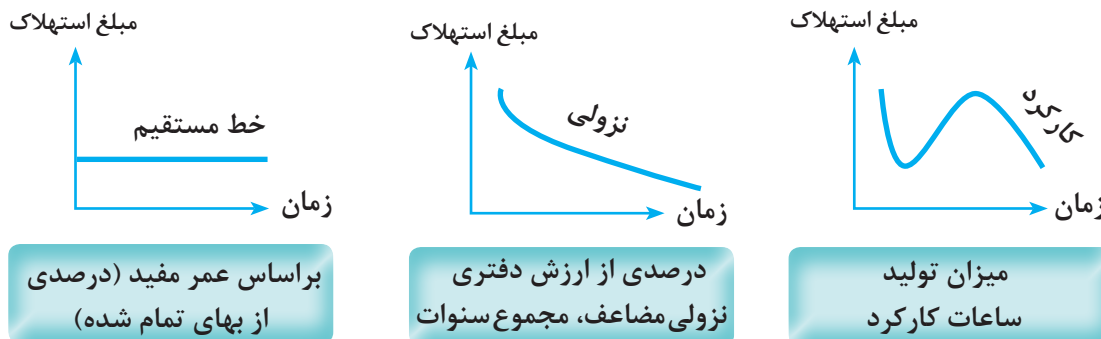 مبلغ استهلاک
کارکرد
زمان
میزان تولید
ساعات کارکرد
مبلغ استهلاک
نزولی
زمان
درصدی از ارزش دفتری
نزولی مضاعف، مجموع سنوات
مبلغ استهلاک
خط مستقیم
زمان
براساس عمر مفید (درصدی
از بهای تمام شده)